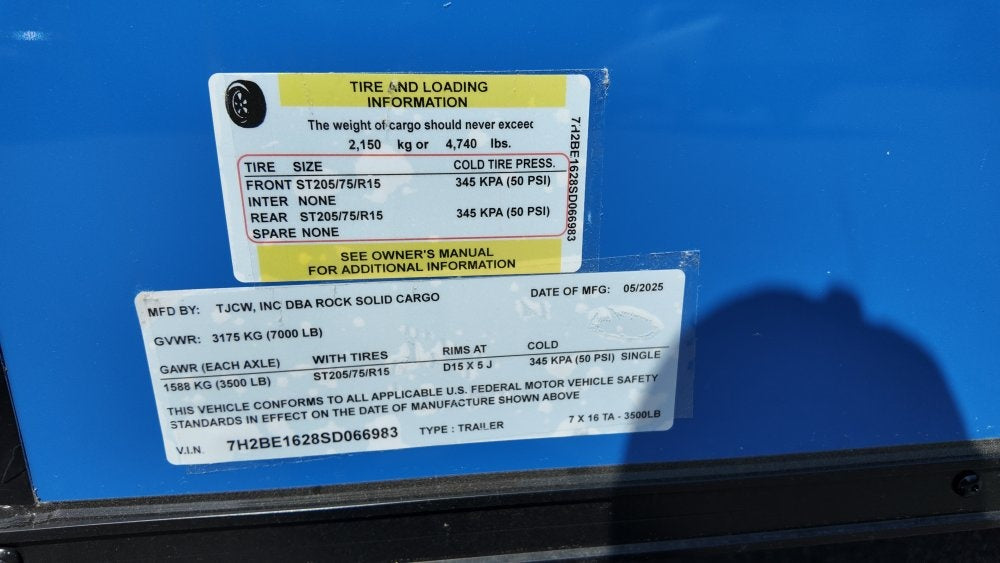 TIRE AND LOADING
INFORMATION
The weight of cargo should never exceed
2,150 kg or 4,740 lbs.
TIRE SIZE COLD TIRE PRESS.
FRONT ST205/75/R15 345 KPA (50 PSI)
INTER NONE
REAR ST205/75/R15 345 KPA (50 PSI)
SPARE NONE
SEE OWNER'S MANUAL
FOR ADDITIONAL INFORMATION
7H2BE1628SD066983
MFD BY: TJCW, INC DBA ROCK SOLID CARGO DATE OF MFG: 05/2025
GVWR: 3175 KG (7000 LB)
GAWR (EACH AXLE) WITH TIRES RIMS AT COLD
1588 KG (3500 LB) ST205/75/R15 D15 X 5 J 345 KPA (50 PSI) SINGLE
THIS VEHICLE CONFORMS TO ALL APPLICABLE U.S. FEDERAL MOTOR VEHICLE SAFETY
STANDARDS IN EFFECT ON THE DATE OF MANUFACTURE SHOWN ABOVE
V.I.N. 7H2BE1628SD066983 TYPE : TRAILER 7 X 16 TA - 3500LB